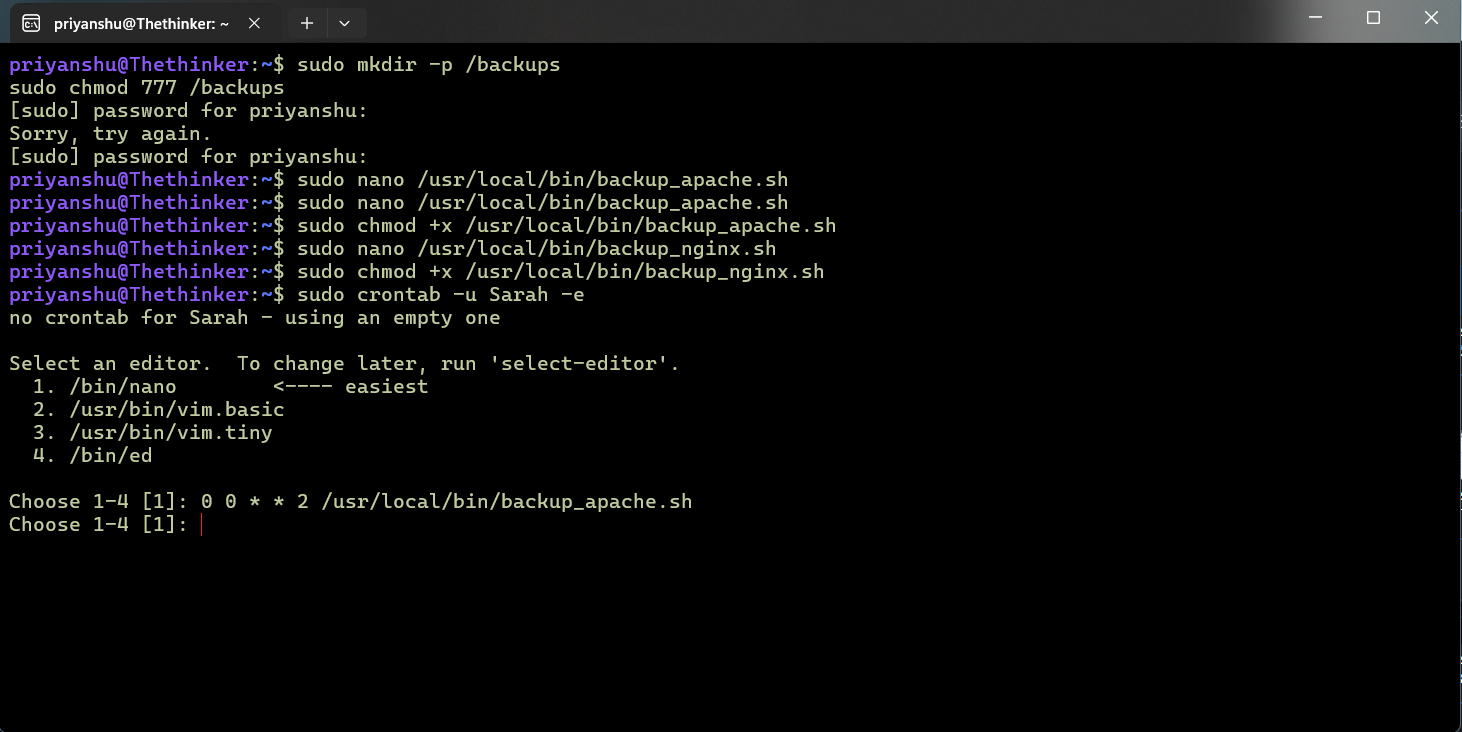 priyanshu@Thethinker: ~
priyanshu@Thethinker:~$ sudo mkdir -p /backups
sudo chmod 777 /backups
[sudo] password for priyanshu:
Sorry, try again.
[sudo] password for priyanshu:
priyanshu@Thethinker:~$ sudo nano /usr/local/bin/backup_apache.sh
priyanshu@Thethinker:~$ sudo nano /usr/local/bin/backup_apache.sh
priyanshu@Thethinker:~$ sudo chmod +x /usr/local/bin/backup_apache.sh
priyanshu@Thethinker:~$ sudo nano /usr/local/bin/backup_nginx.sh
priyanshu@Thethinker:~$ sudo chmod +x /usr/local/bin/backup_nginx.sh
priyanshu@Thethinker:~$ sudo crontab -u Sarah -e
no crontab for Sarah - using an empty one
Select an editor.  To change later, run 'select-editor'.
  1. /bin/nano        <---- easiest
  2. /usr/bin/vim.basic
  3. /usr/bin/vim.tiny
  4. /bin/ed
Choose 1-4 [1]: 0 0 * * 2 /usr/local/bin/backup_apache.sh
Choose 1-4 [1]: